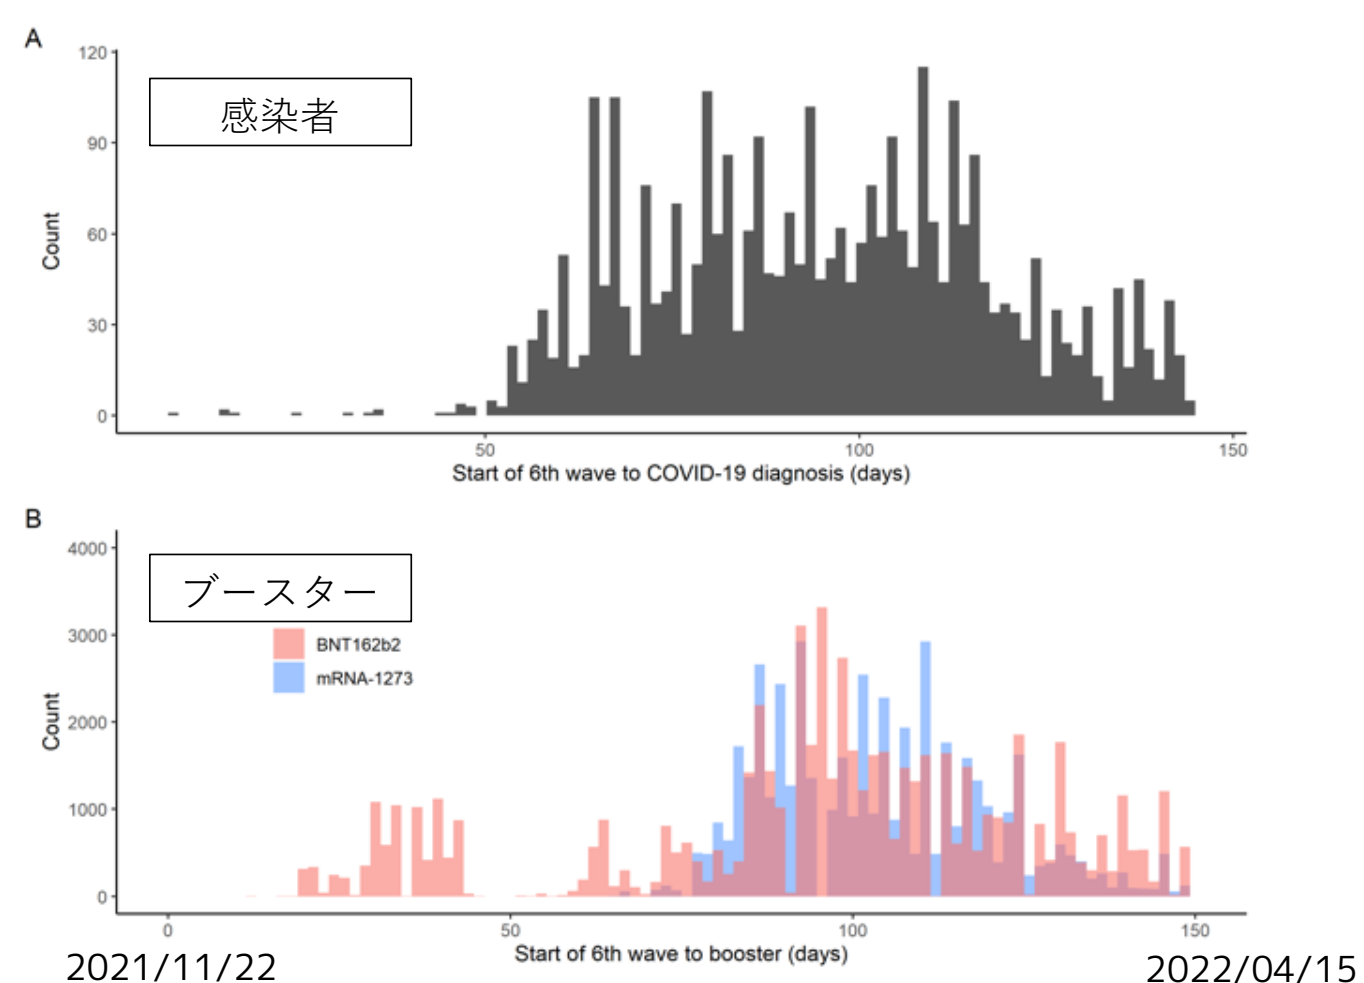 A
120
感染者
90
60
30
0
Count
50
100
150
Start of 6th wave to COVID-19 diagnosis (days)
B
4000
ブースター
3000
BNT162b2
mRNA-1273
2000
1000
0
Count
0
50
100
150
Start of 6th wave to booster (days)
2021/11/22
2022/04/15